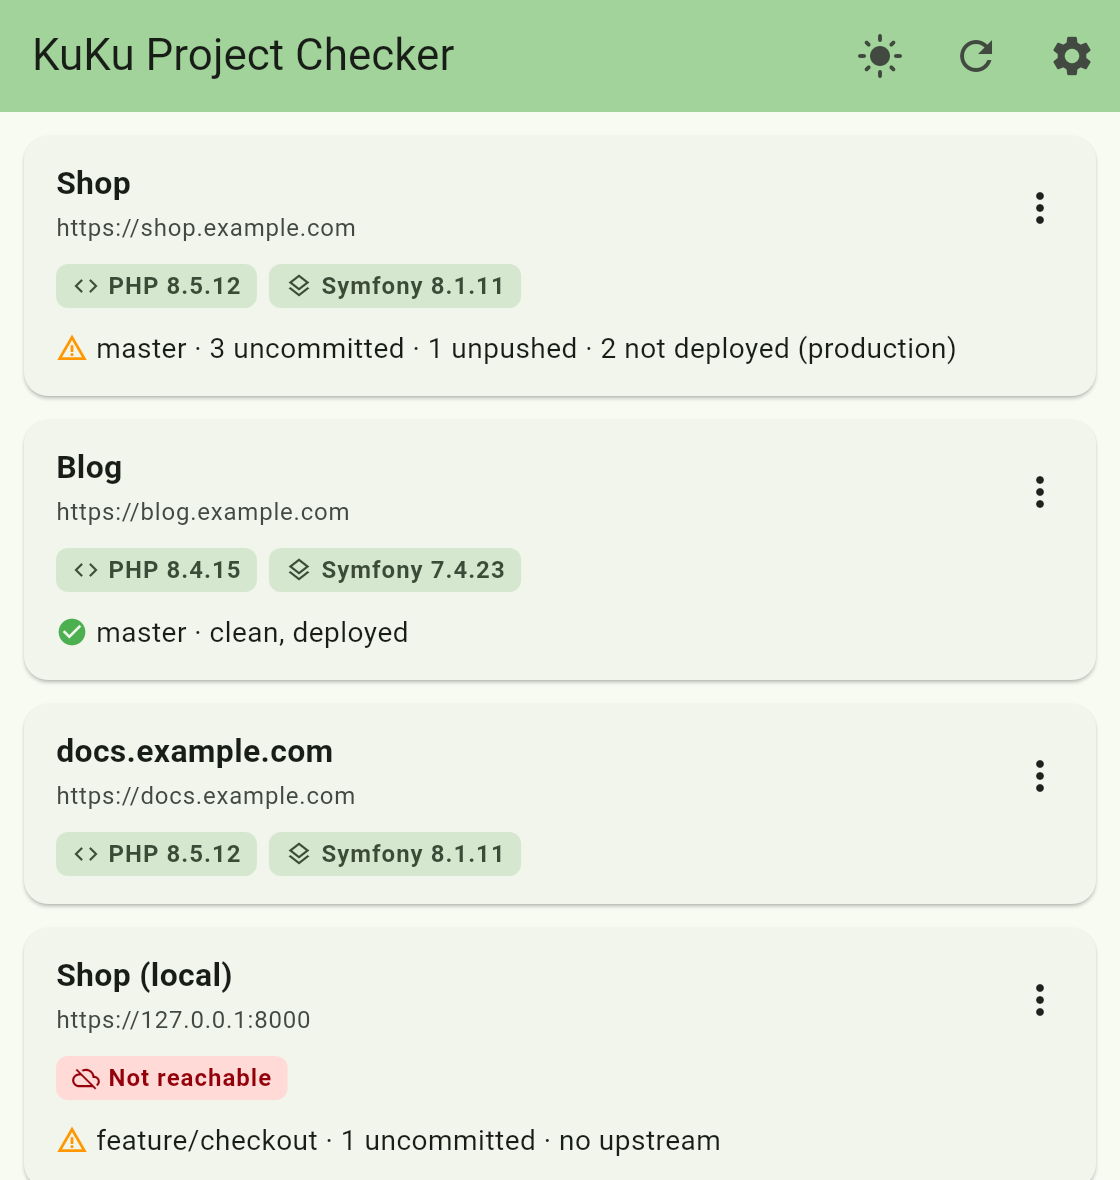 KuKu Project Checker
Shop
https://shop.example.com
PHP 8.5.12
Symfony 8.1.11
master · 3 uncommitted · 1 unpushed · 2 not deployed (production)
Blog
https://blog.example.com
PHP 8.4.15
Symfony 7.4.23
master · clean, deployed
docs.example.com
https://docs.example.com
PHP 8.5.12
Symfony 8.1.11
Shop (local)
https://127.0.0.1:8000
Not reachable
feature/checkout · 1 uncommitted · no upstream